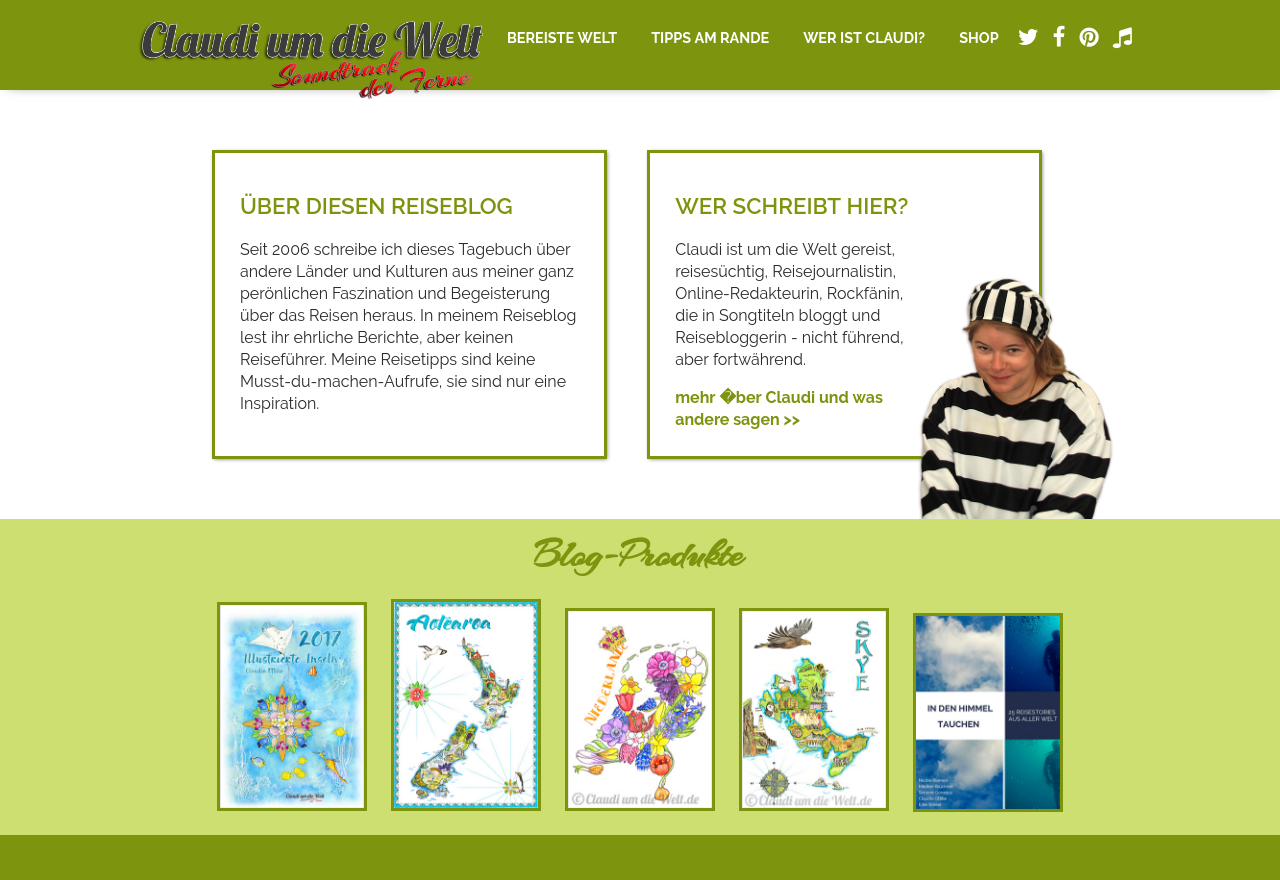 Claudi um die Welt
Soundtrack
der Ferne
BEREISTE WELT TIPPS AM RANDE WER IST CLAUDI? SHOP
ÜBER DIESEN REISEBLOG
Seit 2006 schreibe ich dieses Tagebuch über
andere Länder und Kulturen aus meiner ganz
perönlichen Faszination und Begeisterung
über das Reisen heraus. In meinem Reiseblog
lest ihr ehrliche Berichte, aber keinen
Reiseführer. Meine Reisetipps sind keine
Musst-du-machen-Aufrufe, sie sind nur eine
Inspiration.
WER SCHREIBT HIER?
Claudi ist um die Welt gereist,
reisesüchtig, Reisejournalistin,
Online-Redakteurin, Rockfänin,
die in Songtiteln bloggt und
Reisebloggerin - nicht führend,
aber fortwährend.
mehr �ber Claudi und was
andere sagen >>
Blog-Produkte
2017
Illustrierte Inseln
Claudi um die Welt
Aotearoa
©Claudi um die Welt.de
SKYE
©Claudi um die Welt.de
IN DEN HIMMEL
TAUCHEN
25 REISESTORIES
AUS ALLER WELT